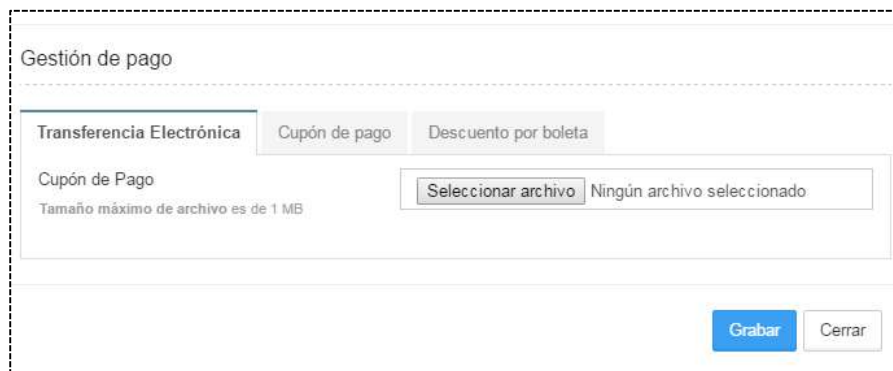 Gestión de pago
Transferencia Electrónica Cupón de pago Descuento por boleta
Cupón de Pago
Seleccionar archivo Ningún archivo seleccionado
Tamaño máximo de archivo es de 1 MB
Grabar Cerrar